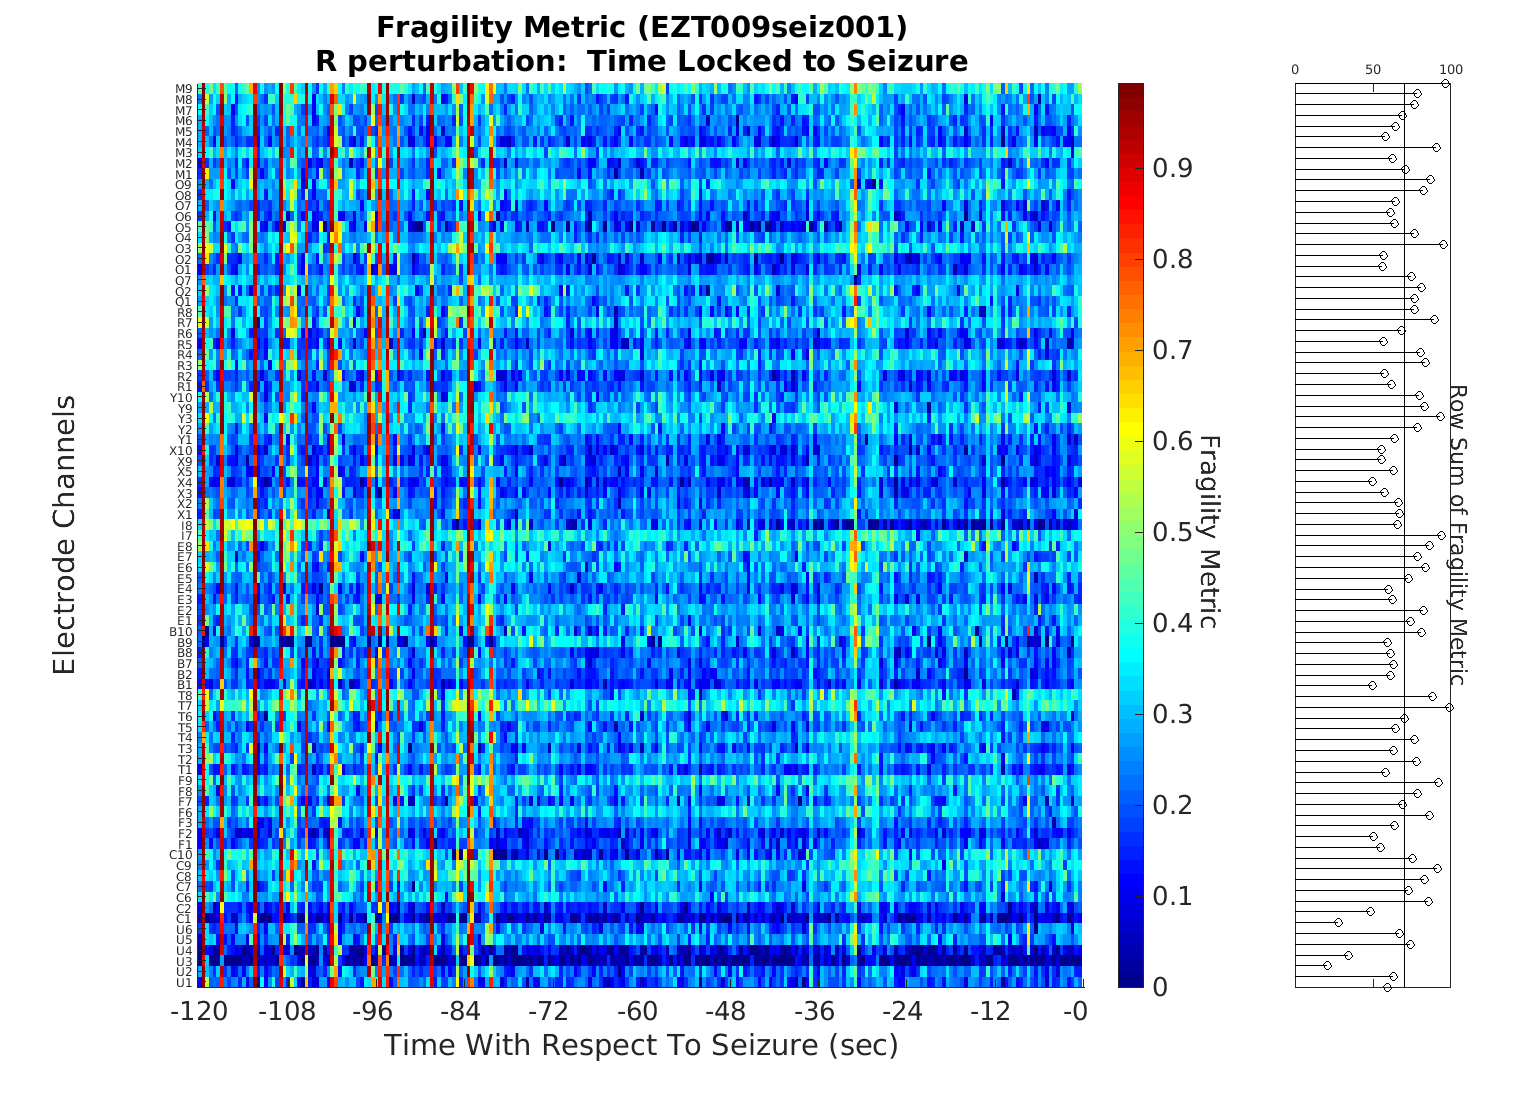 Fragility Metric (EZT009seiz001)
R perturbation:  Time Locked to Seizure
Electrode Channels
M9
M8
M7
M6
M5
M4
M3
M2
M1
O9
O8
O7
O6
O5
O4
O3
O2
O1
Q7
Q2
Q1
R8
R7
R6
R5
R4
R3
R2
R1
Y10
Y9
Y3
Y2
Y1
X10
X9
X5
X4
X3
X2
X1
I8
I7
E8
E7
E6
E5
E4
E3
E2
E1
B10
B9
B8
B7
B2
B1
T8
T7
T6
T5
T4
T3
T2
T1
F9
F8
F7
F6
F3
F2
F1
C10
C9
C8
C7
C6
C2
C1
U6
U5
U4
U3
U2
U1
-120 -108 -96 -84 -72 -60 -48 -36 -24 -12 -0
Time With Respect To Seizure (sec)
0.9
0.8
0.7
0.6
0.5
0.4
0.3
0.2
0.1
0
Fragility Metric
0 50 100
Row Sum of Fragility Metric